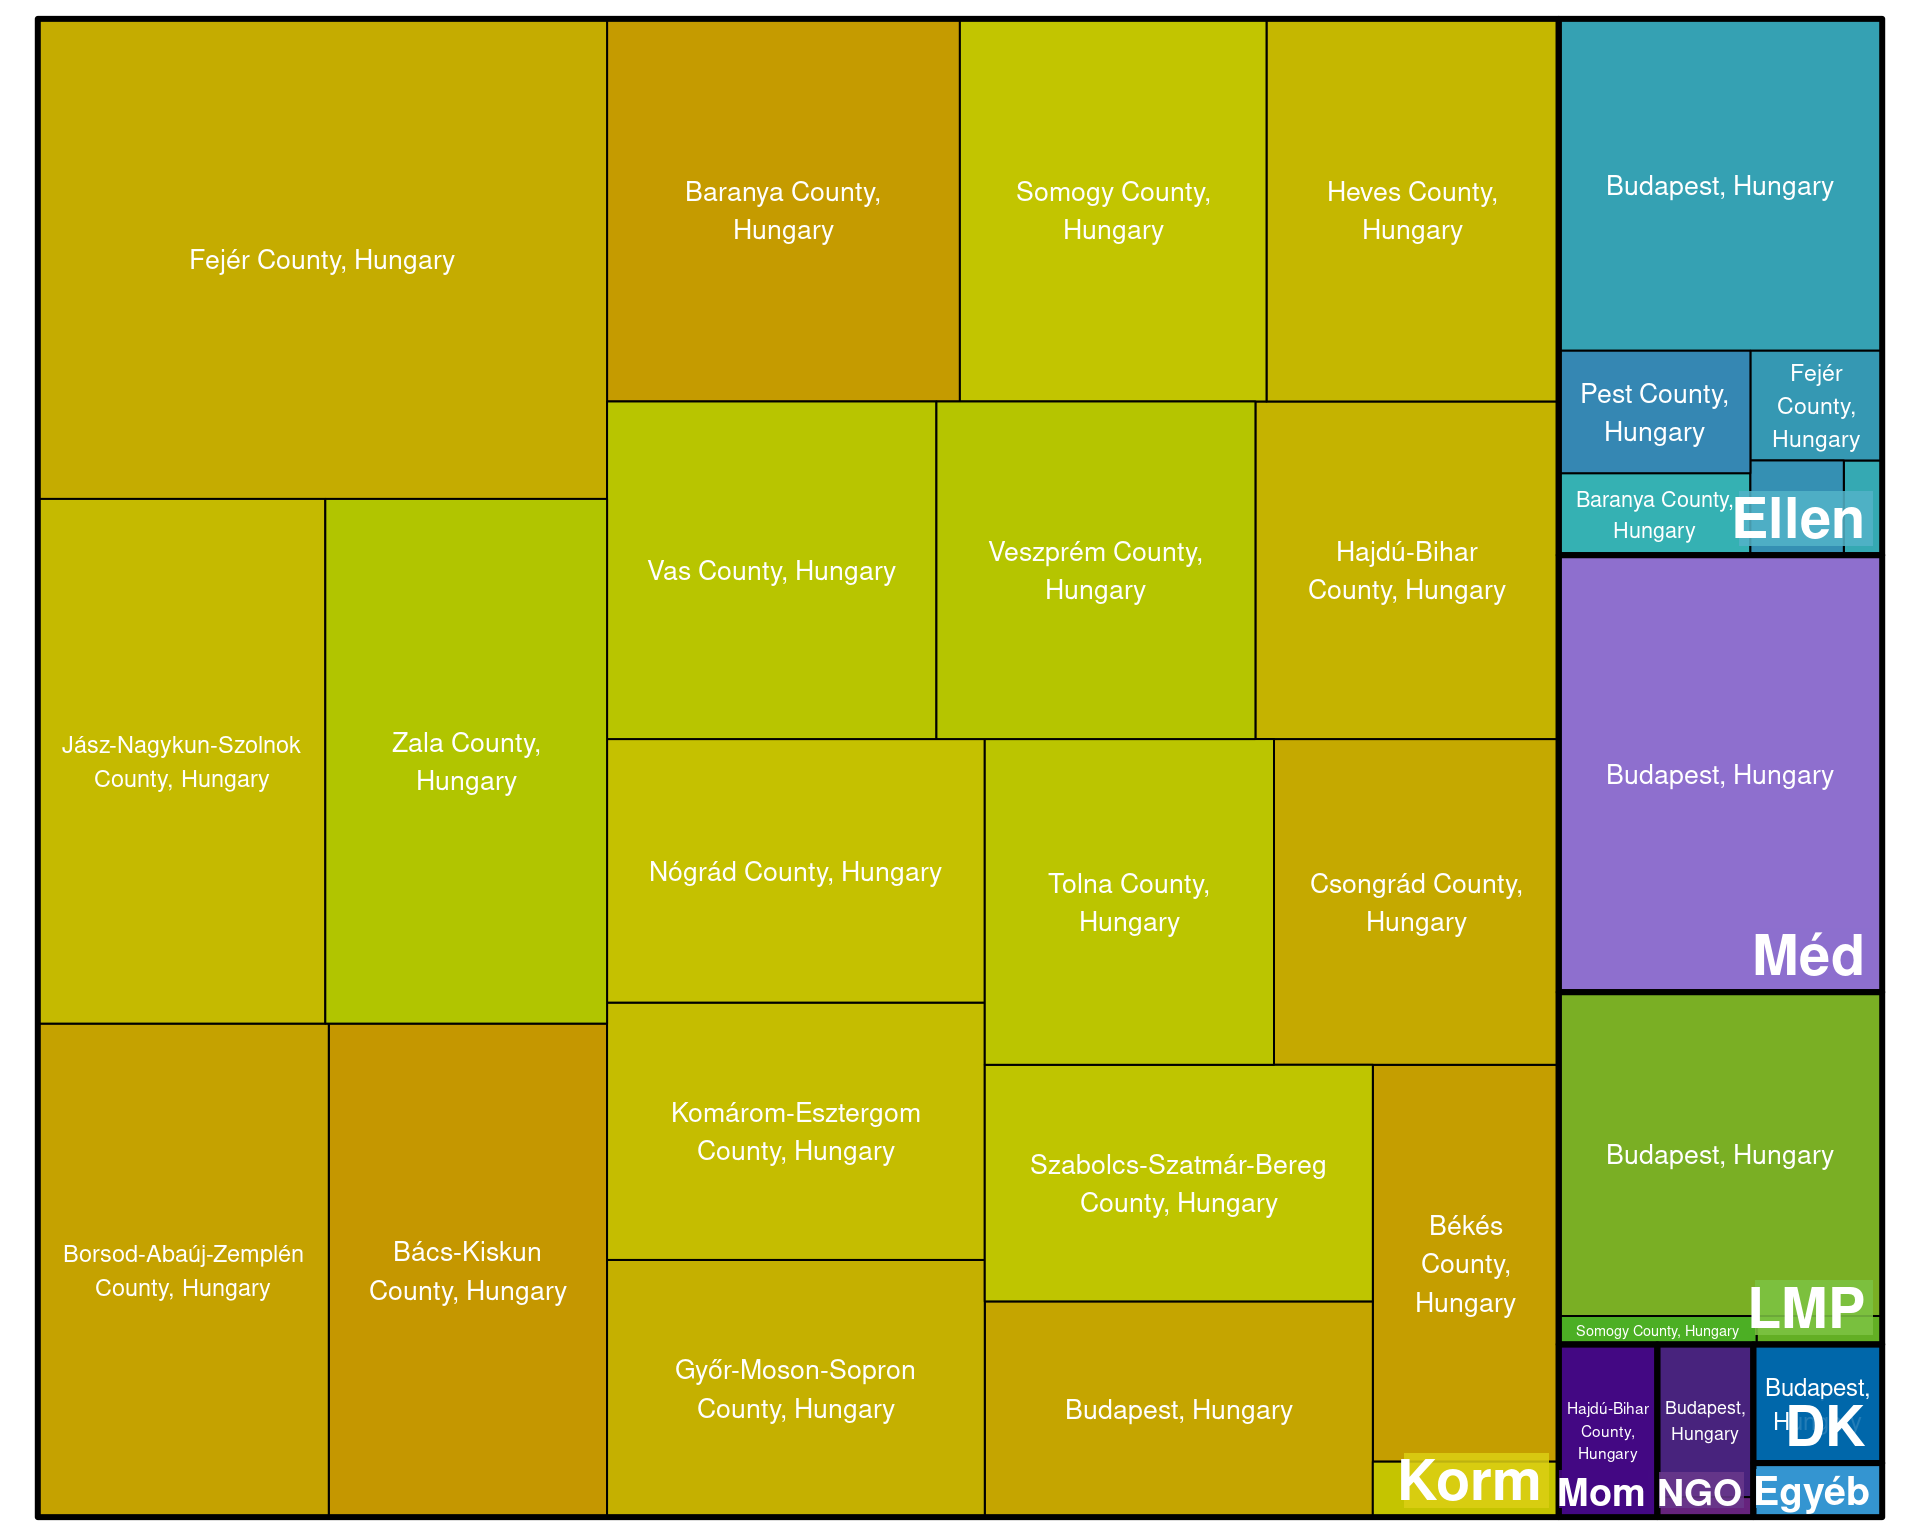 Fejér County, Hungary
Baranya County,
Hungary
Somogy County,
Hungary
Heves County,
Hungary
Jász-Nagykun-Szolnok
County, Hungary
Zala County,
Hungary
Vas County, Hungary
Veszprém County,
Hungary
Hajdú-Bihar
County, Hungary
Nógrád County, Hungary
Tolna County,
Hungary
Csongrád County,
Hungary
Borsod-Abaúj-Zemplén
County, Hungary
Bács-Kiskun
County, Hungary
Komárom-Esztergom
County, Hungary
Szabolcs-Szatmár-Bereg
County, Hungary
Békés
County,
Hungary
Győr-Moson-Sopron
County, Hungary
Budapest, Hungary
Korm
Budapest, Hungary
Pest County,
Hungary
Fejér
County,
Hungary
Baranya County,
Hungary
Ellen
Budapest, Hungary
Méd
Budapest, Hungary
LMP
Somogy County, Hungary
Hajdú-Bihar
County,
Hungary
Mom
Budapest,
Hungary
NGO
Budapest,
Hungary
DK
Egyéb